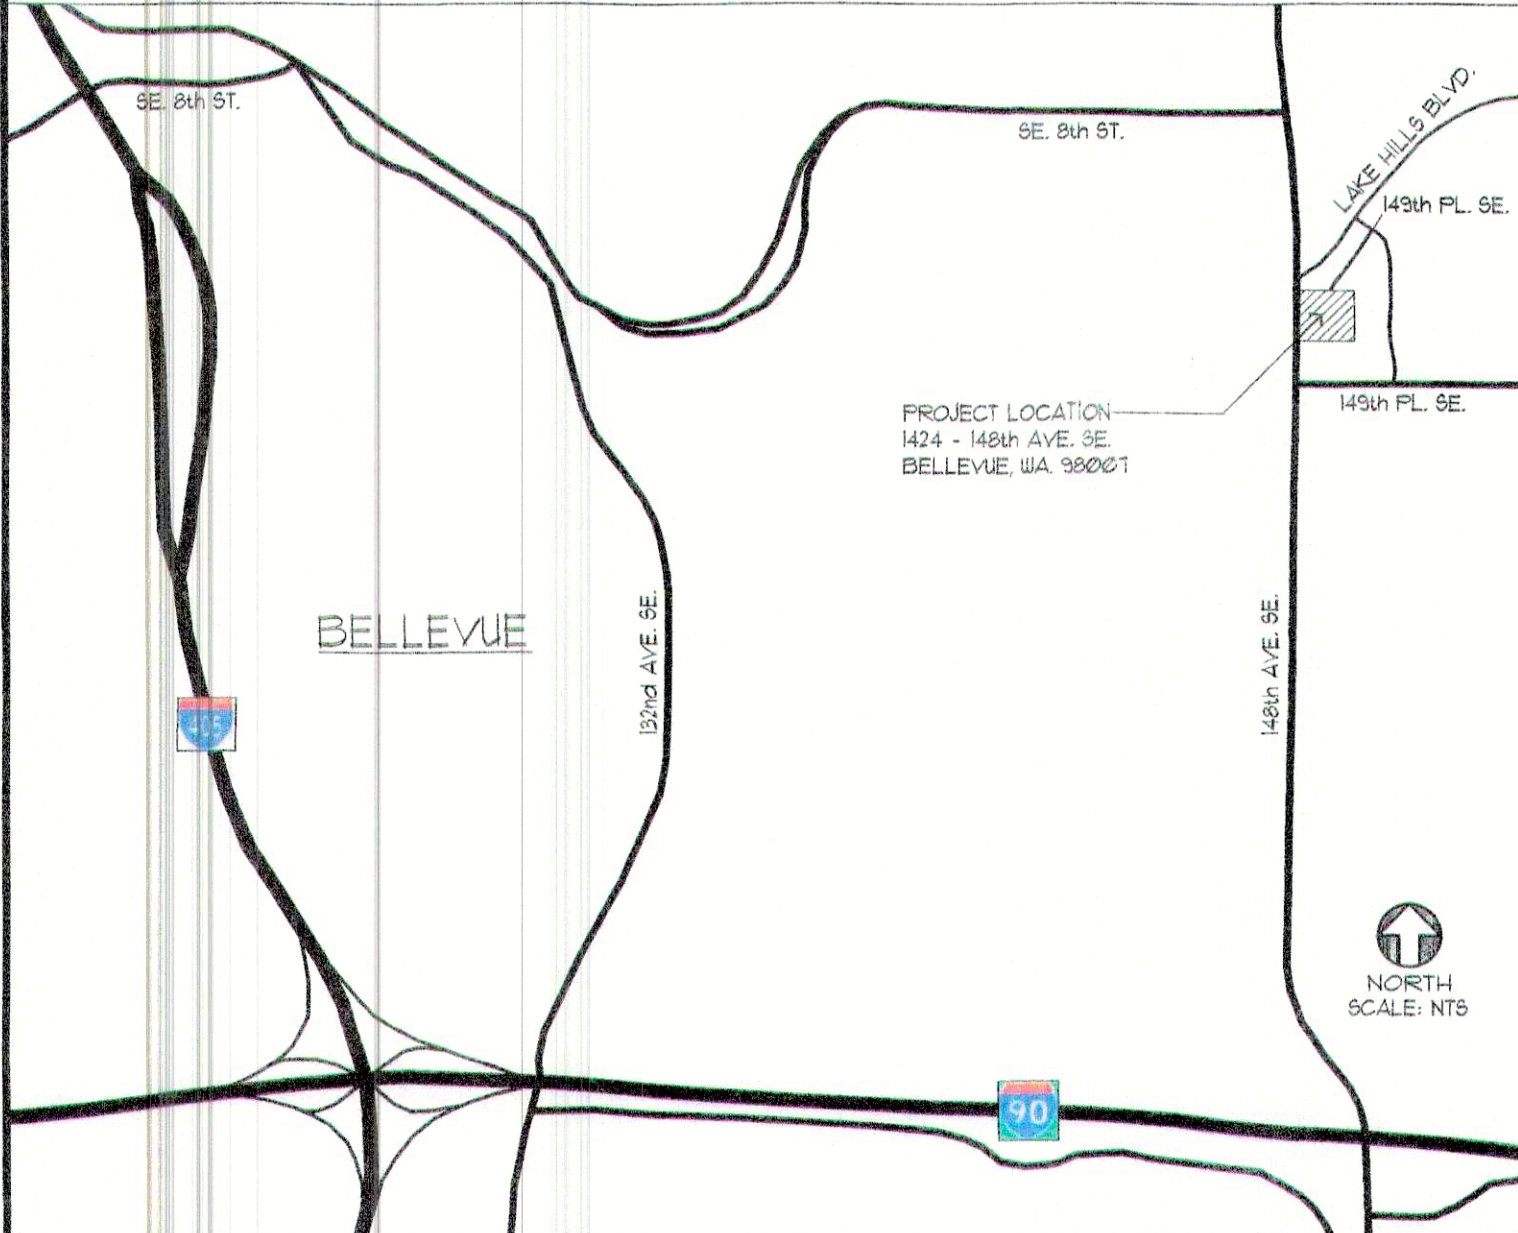 SE. 8th ST.
SE. 8th ST.
LAKE HILLS BLVD.
149th PL. SE.
PROJECT LOCATION
1424 - 148th AVE. SE.
BELLEVUE, WA. 98007
149th PL. SE.
BELLEVUE
132nd AVE. SE.
148th AVE. SE.
405
NORTH
SCALE: NTS
90